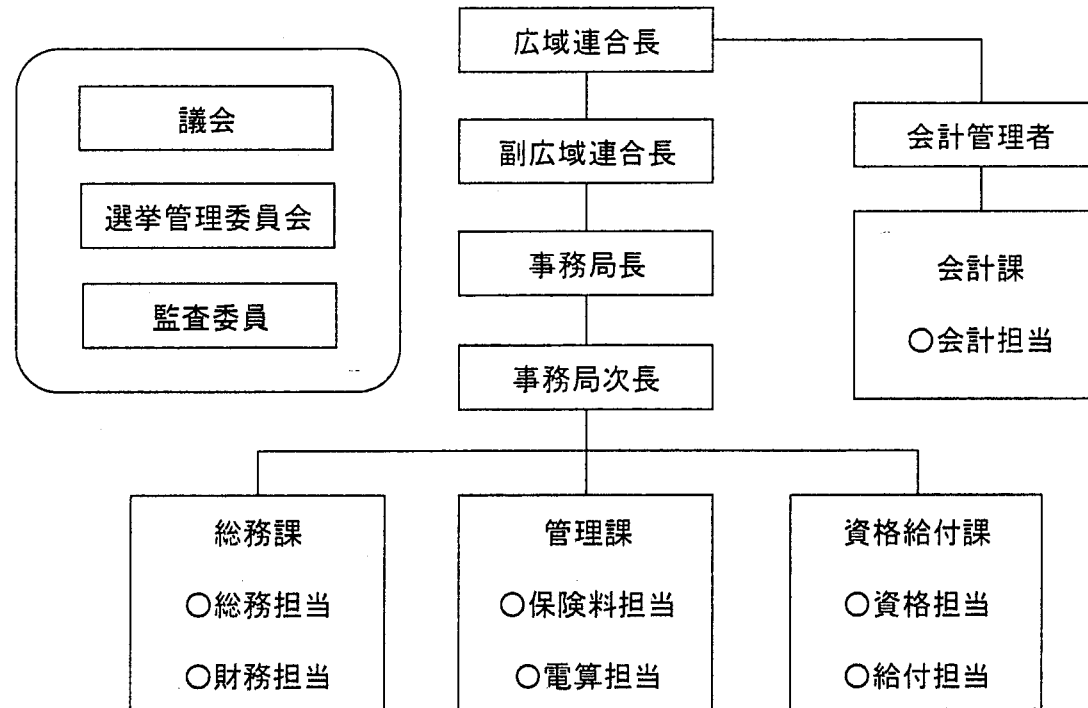 議会
選挙管理委員会
監査委員
広域連合長
副広域連合長
事務局長
事務局次長
会計管理者
会計課
○会計担当
総務課
○総務担当
○財務担当
管理課
○保険料担当
○電算担当
資格給付課
○資格担当
○給付担当